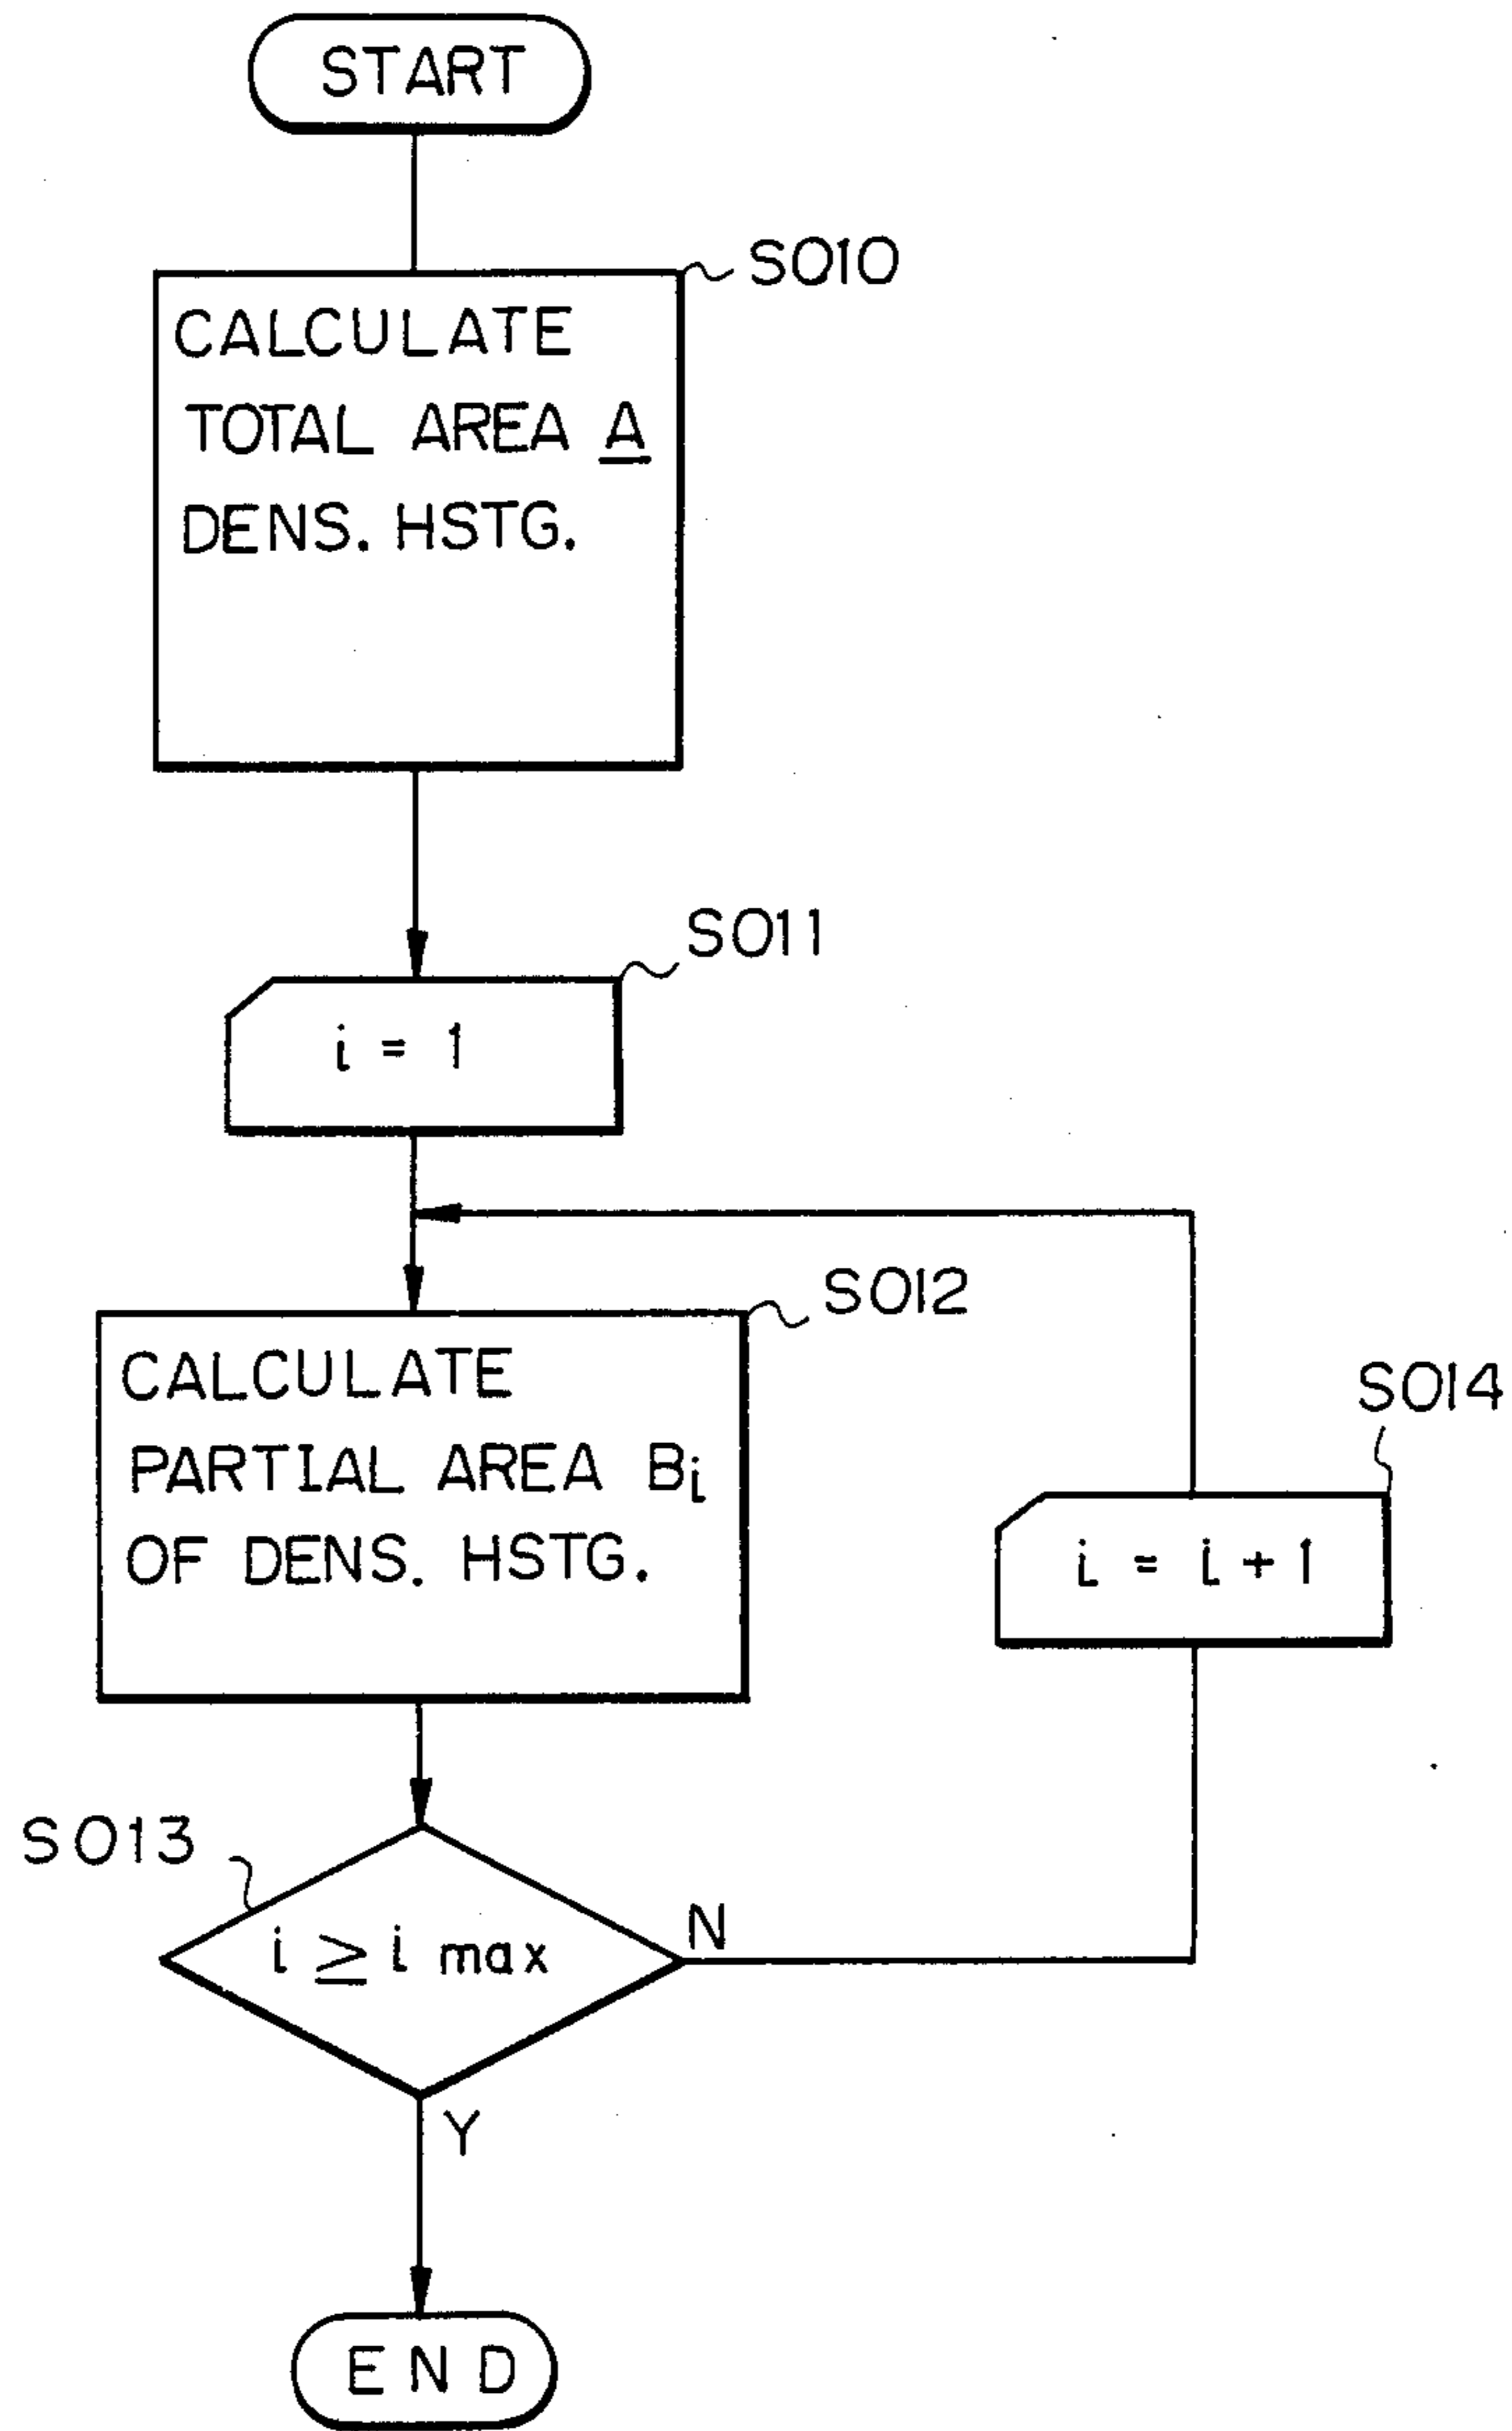 START
S010
CALCULATE
TOTAL AREA A
DENS. HSTG.
S011
i = 1
S012
CALCULATE
PARTIAL AREA Bi
OF DENS. HSTG.
S014
i = i + 1
S013
i ≥ i max
N
Y
END